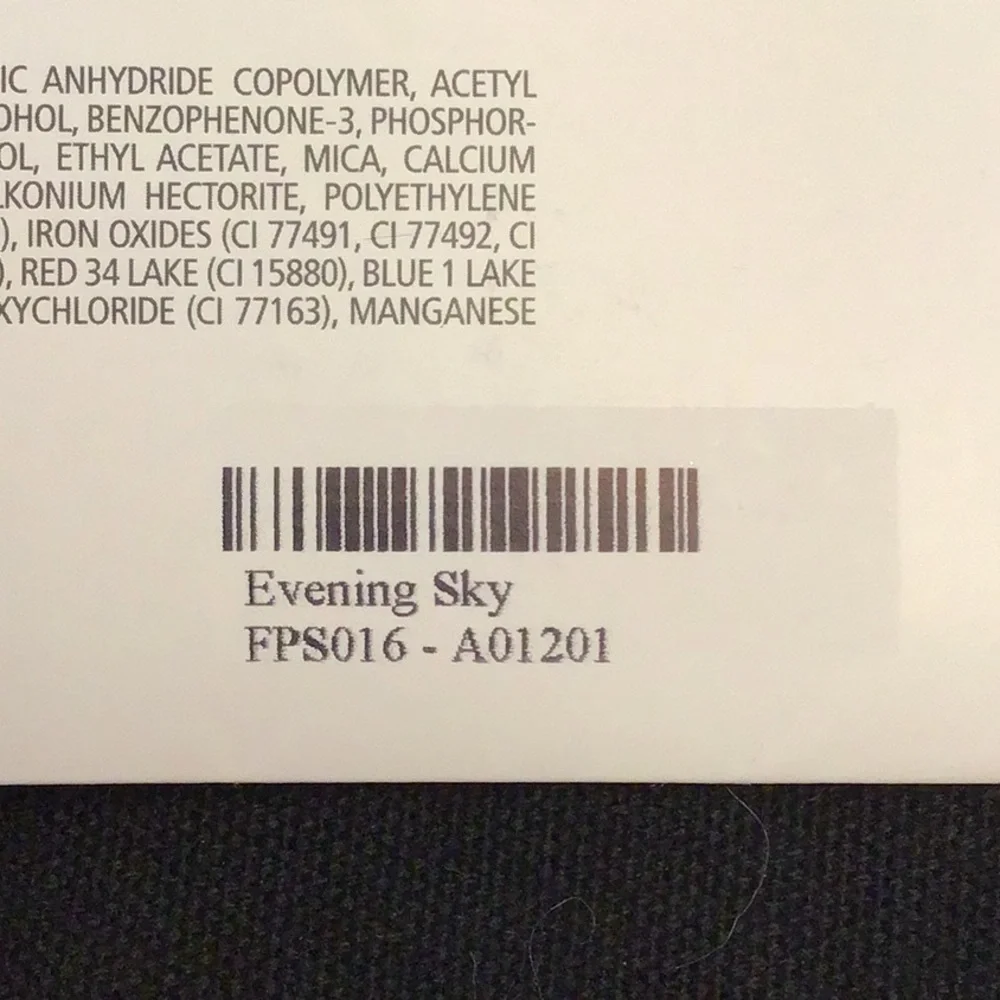 IC ANHYDRIDE COPOLYMER, ACETYL
OHOL, BENZOPHENONE-3, PHOSPHOR-
OL, ETHYL ACETATE, MICA, CALCIUM
LKONIUM HECTORITE, POLYETHYLENE
), IRON OXIDES (CI 77491, CI 77492, CI
), RED 34 LAKE (CI 15880), BLUE 1 LAKE
XYCHLORIDE (CI 77163), MANGANESE
Evening Sky
FPS016 - A01201